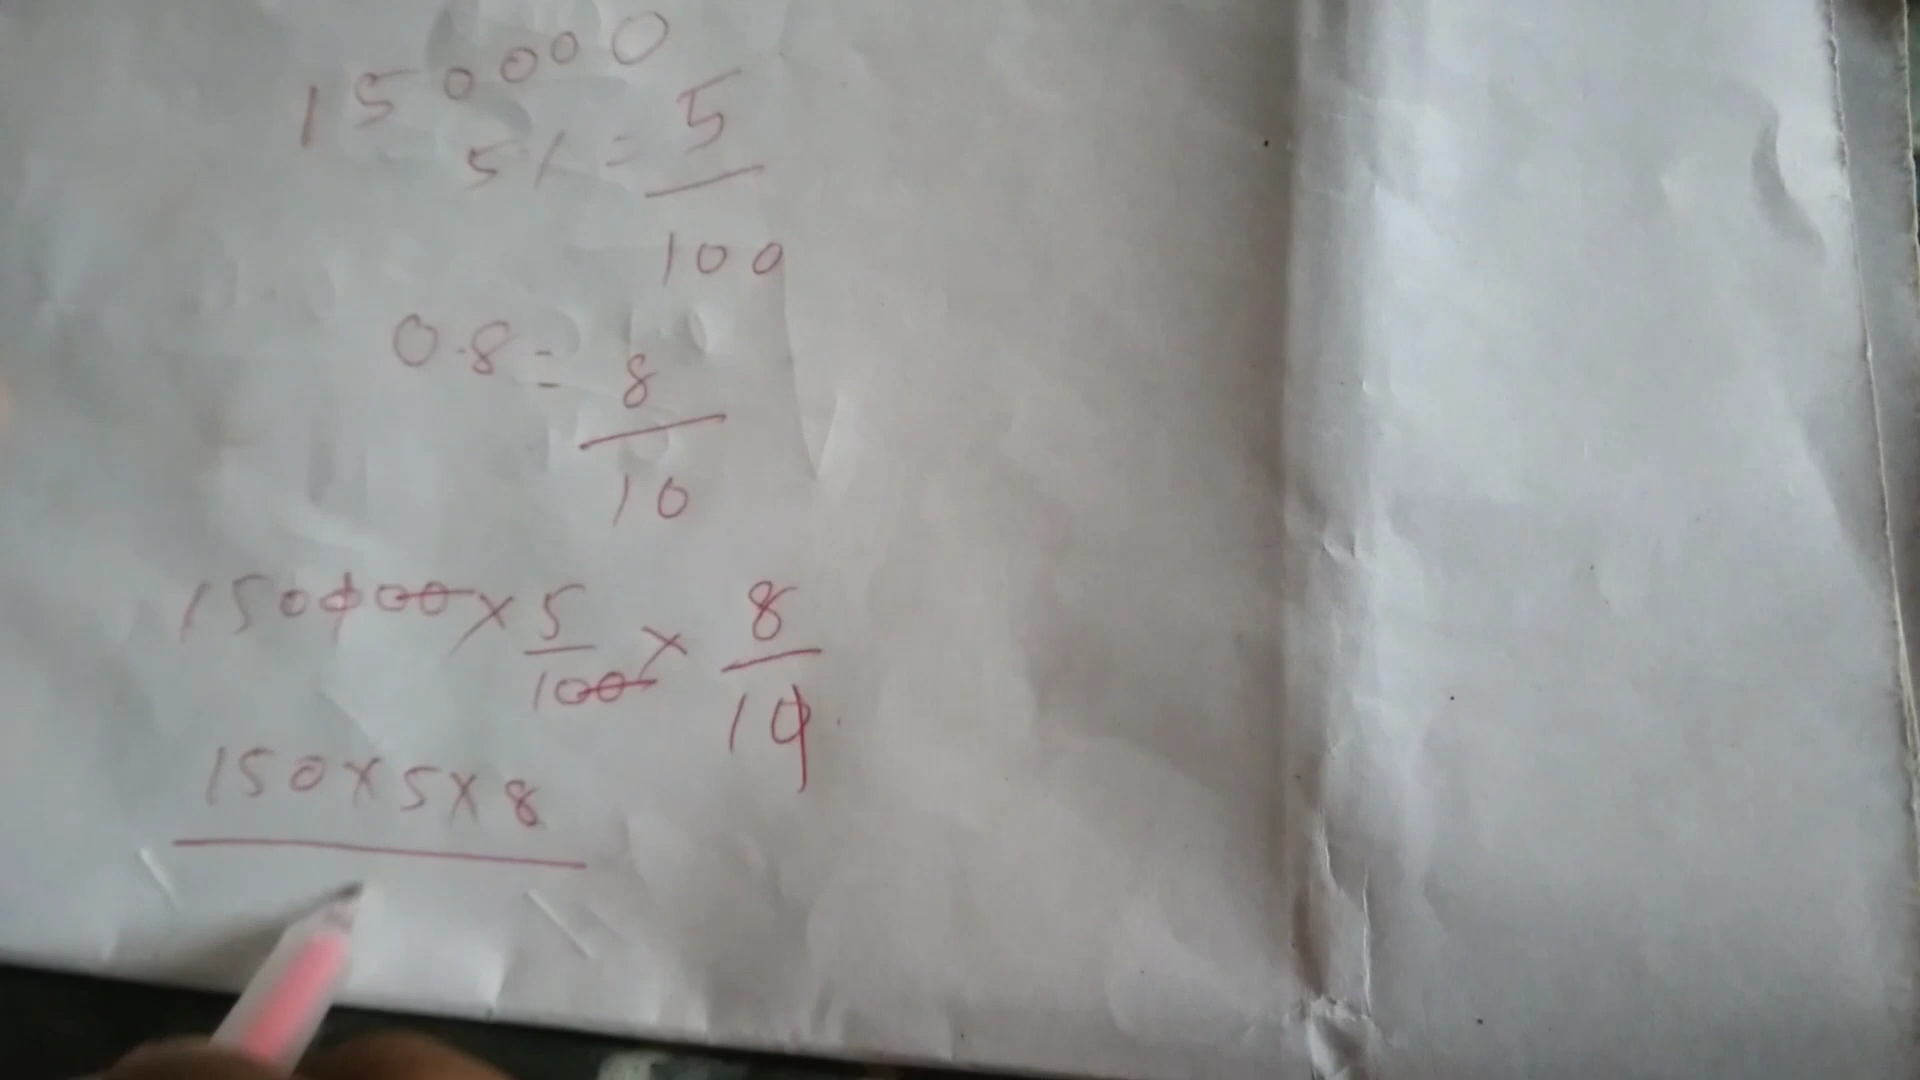 150000
5% = 5
100
0.8 = 8
10
150000 × 5/100 × 8/10
150×5×8